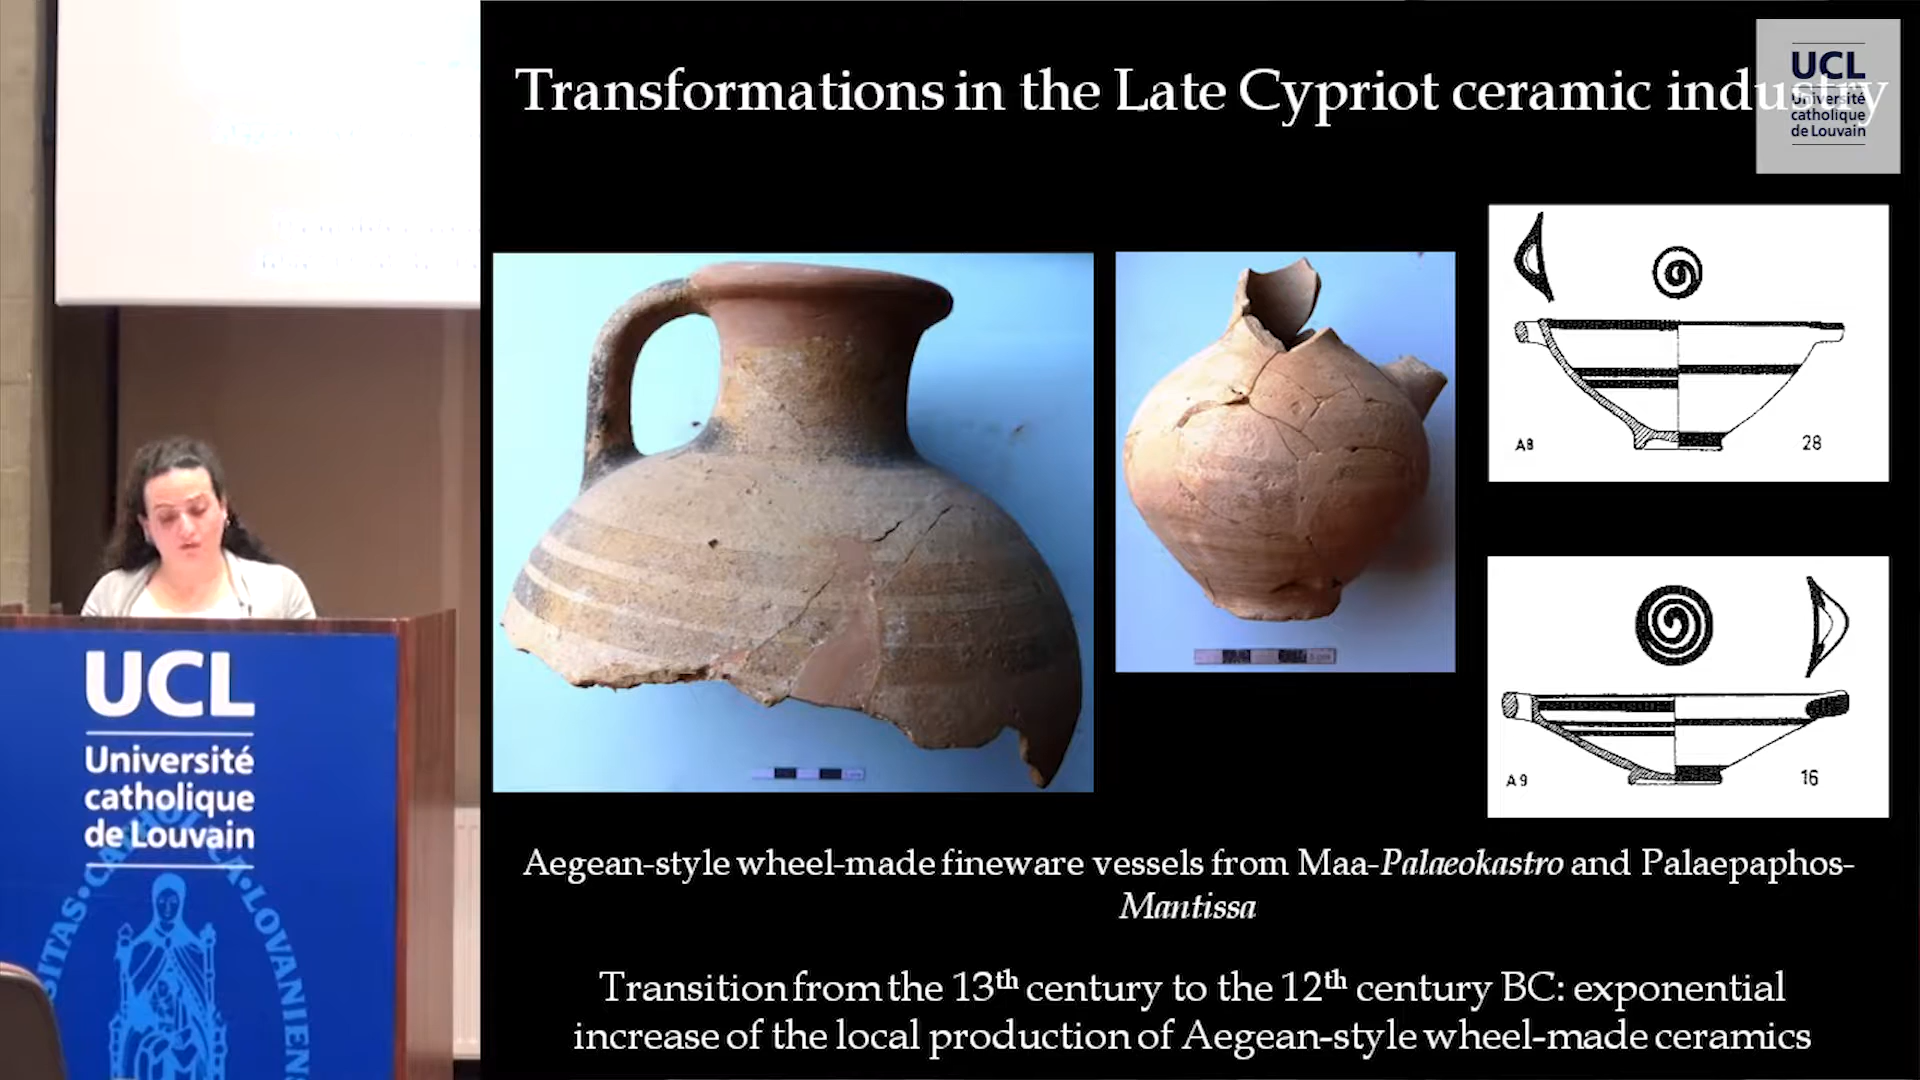 Transformations in the Late Cypriot ceramic industry
UCL
Université
catholique
de Louvain
A8
28
A9
16
Aegean-style wheel-made fineware vessels from Maa-Palaeokastro and Palaepaphos-
Mantissa
Transition from the 13th century to the 12th century BC: exponential
increase of the local production of Aegean-style wheel-made ceramics
UCL
Université
catholique
de Louvain